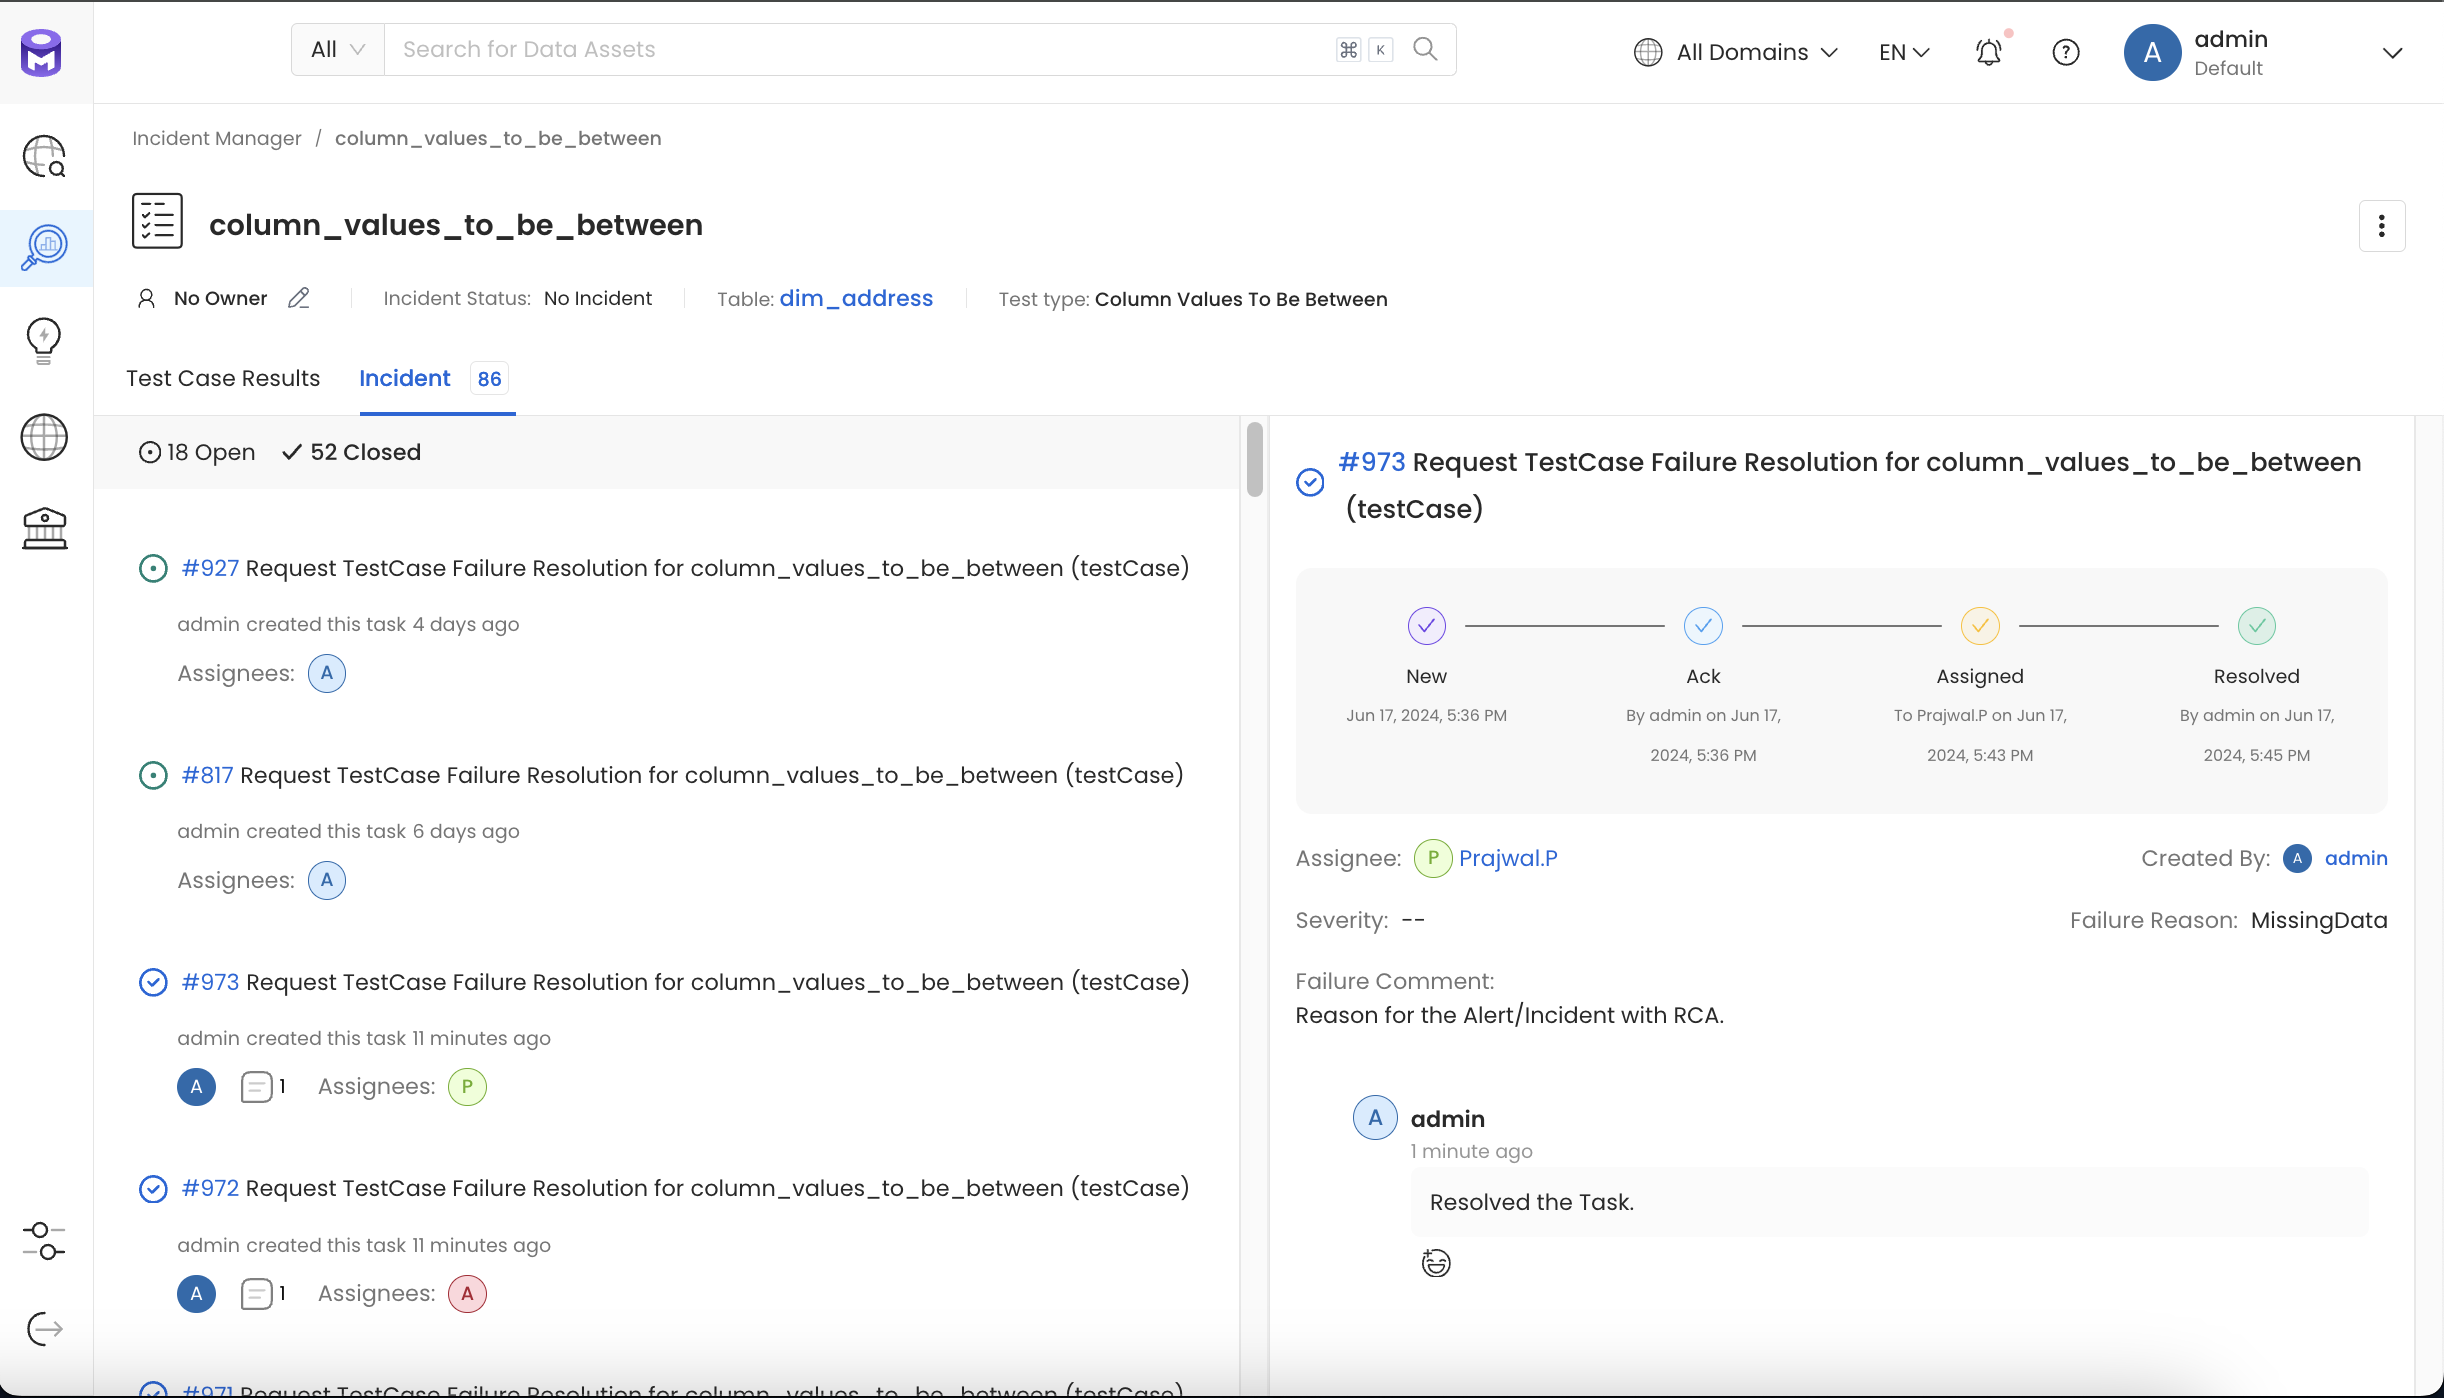 All
Search for Data Assets
⌘ K
All Domains
EN
A
admin
Default
Incident Manager / column_values_to_be_between
column_values_to_be_between
No Owner
Incident Status: No Incident
Table: dim_address
Test type: Column Values To Be Between
Test Case Results
Incident 86
18 Open
52 Closed
#927 Request TestCase Failure Resolution for column_values_to_be_between (testCase)
admin created this task 4 days ago
Assignees: A
#817 Request TestCase Failure Resolution for column_values_to_be_between (testCase)
admin created this task 6 days ago
Assignees: A
#973 Request TestCase Failure Resolution for column_values_to_be_between (testCase)
admin created this task 11 minutes ago
A 1 Assignees: P
#972 Request TestCase Failure Resolution for column_values_to_be_between (testCase)
admin created this task 11 minutes ago
A 1 Assignees: A
#971 Request TestCase Failure Resolution for column_values_to_be_between (testCase)
#973 Request TestCase Failure Resolution for column_values_to_be_between
(testCase)
New
Jun 17, 2024, 5:36 PM
Ack
By admin on Jun 17,
2024, 5:36 PM
Assigned
To Prajwal.P on Jun 17,
2024, 5:43 PM
Resolved
By admin on Jun 17,
2024, 5:45 PM
Assignee: P Prajwal.P
Created By: A admin
Severity: --
Failure Reason: MissingData
Failure Comment:
Reason for the Alert/Incident with RCA.
A admin
1 minute ago
Resolved the Task.